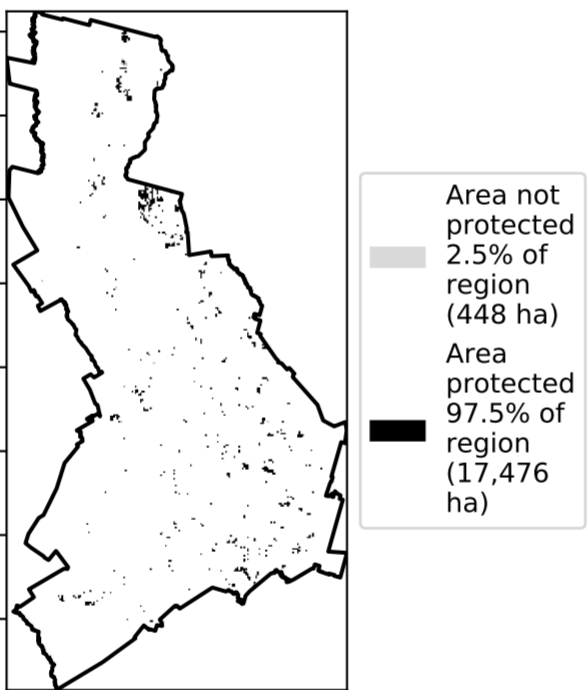 Area not
protected
2.5% of
region
(448 ha)
Area
protected
97.5% of
region
(17,476
ha)